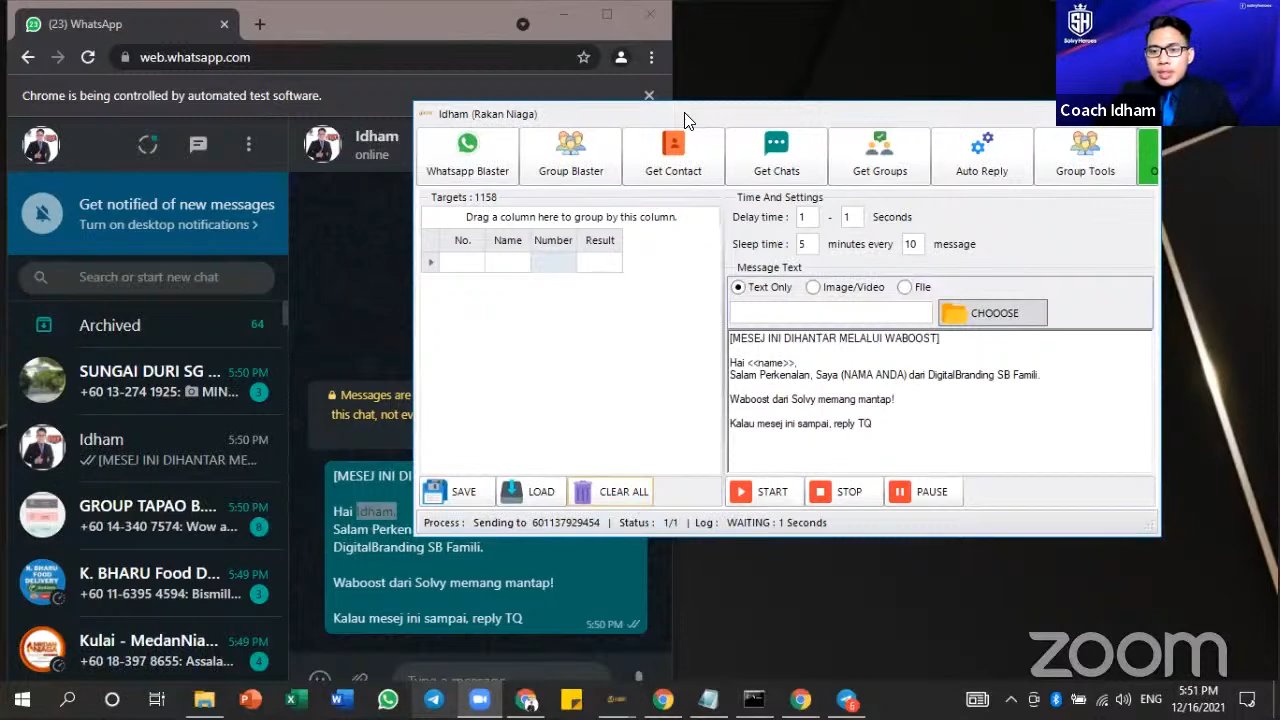 (23) WhatsApp
web.whatsapp.com
Chrome is being controlled by automated test software.
Idham
online
Get notified of new messages
Turn on desktop notifications >
Search or start new chat
Archived 64
SUNGAI DURI SG ... 5:50 PM
+60 13-274 1925: MIN... 3
Idham 5:50 PM
[MESEJ INI DIHANTAR ME...
GROUP TAPAO B... 5:50 PM
+60 14-340 7574: Wow a... 8
K. BHARU Food D... 5:49 PM
+60 11-6395 4594: Bismill... 3
Kulai - MedanNia... 5:49 PM
+60 18-397 8655: Assala... 4
Messages are
this chat, not ev
[MESEJ INI DI
Hai Idham,
Salam Perken
DigitalBranding SB Famili.
Waboost dari Solvy memang mantap!
Kalau mesej ini sampai, reply TQ
5:50 PM
Type a message
Idham (Rakan Niaga)
Whatsapp Blaster
Group Blaster
Get Contact
Get Chats
Get Groups
Auto Reply
Group Tools
Targets : 1158
Drag a column here to group by this column.
No. Name Number Result
Time And Settings
Delay time : 1 - 1 Seconds
Sleep time : 5 minutes every 10 message
Message Text
Text Only Image/Video File
CHOOOSE
[MESEJ INI DIHANTAR MELALUI WABOOST]
Hai <<name>>,
Salam Perkenalan, Saya (NAMA ANDA) dari DigitalBranding SB Famili.
Waboost dari Solvy memang mantap!
Kalau mesej ini sampai, reply TQ
SAVE LOAD CLEAR ALL START STOP PAUSE
Process : Sending to 601137929454 | Status : 1/1 | Log : WAITING : 1 Seconds
SH
SolvyHeroes
Coach Idham
zoom
ENG
5:51 PM
12/16/2021